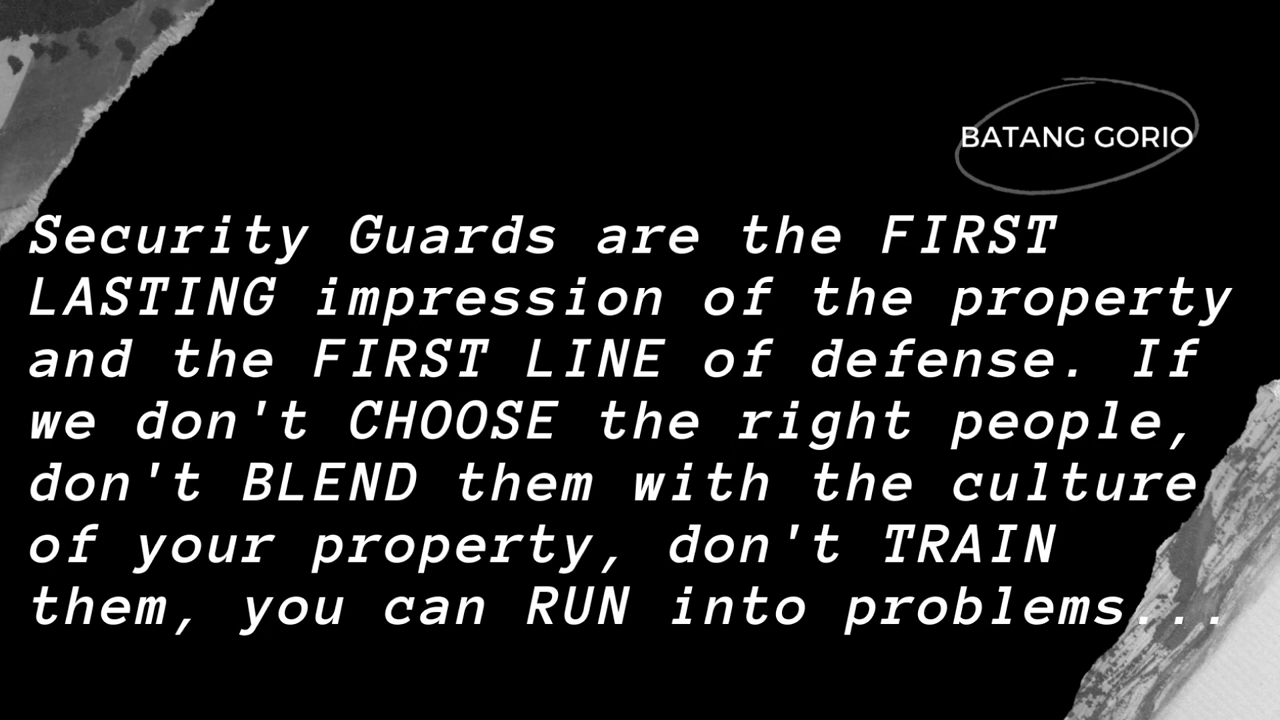 BATANG GORIO
Security Guards are the FIRST
LASTING impression of the property
and the FIRST LINE of defense. If
we don't CHOOSE the right people,
don't BLEND them with the culture
of your property, don't TRAIN
them, you can RUN into problems...